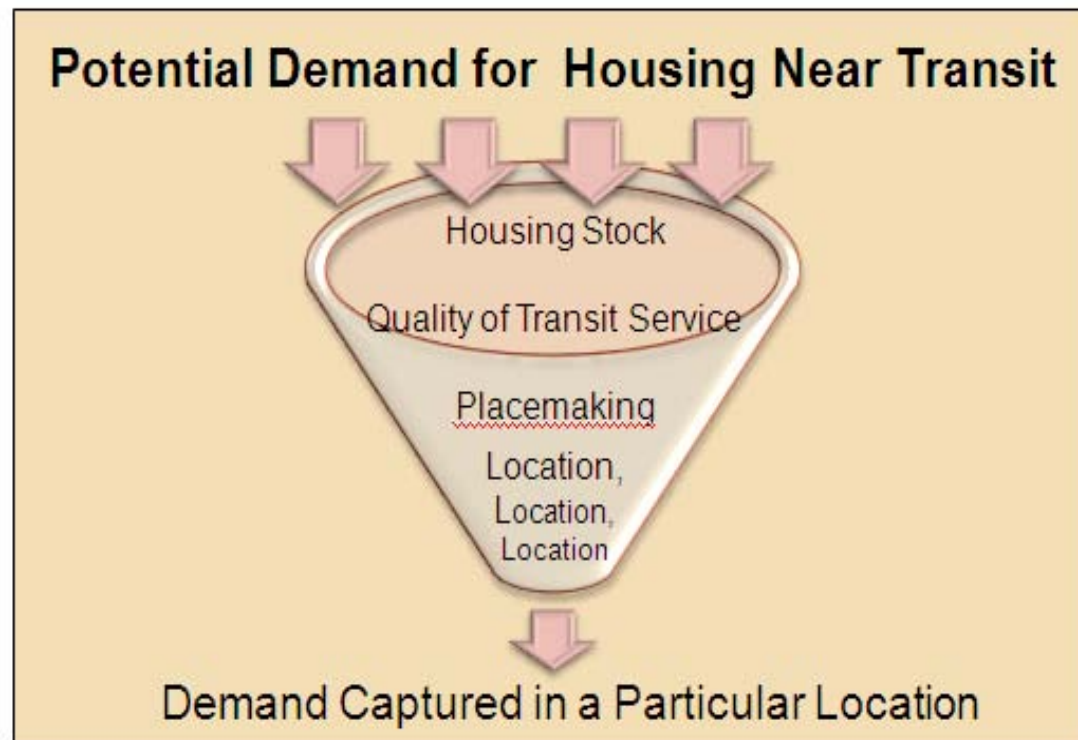 Potential Demand for Housing Near Transit
Housing Stock
Quality of Transit Service
Placemaking
Location,
Location,
Location
Demand Captured in a Particular Location